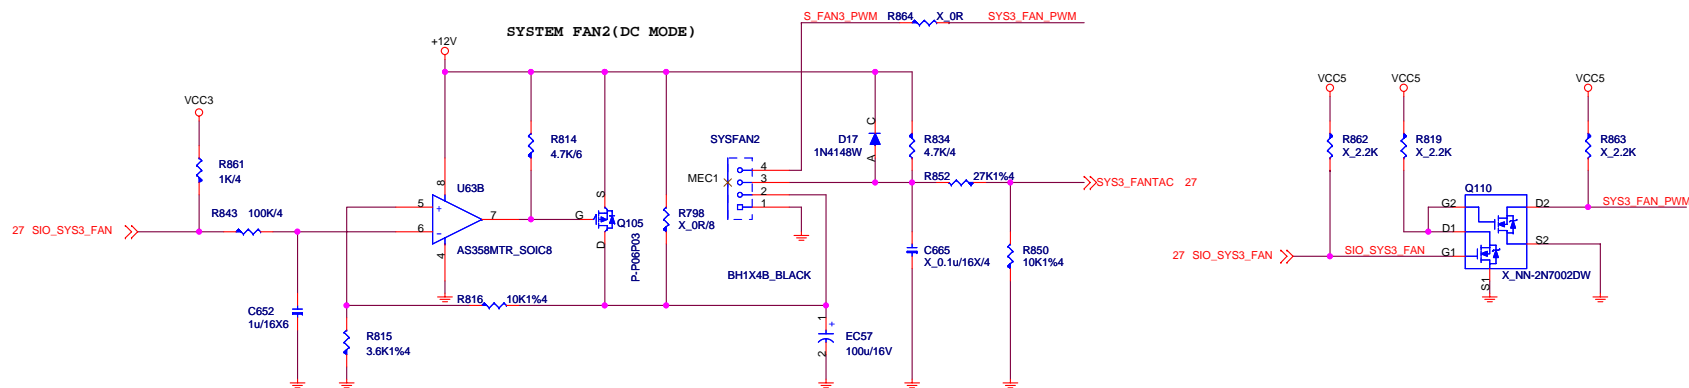 SYSTEM FAN2(DC MODE)
S_FAN3_PWM
R864
X_0R
SYS3_FAN_PWM
+12V
VCC3
R861
1K/4
R843 100K/4
27 SIO_SYS3_FAN
C652
1u/16X6
U63B
8
5
+
6
-
7
4
AS358MTR_SOIC8
R814
4.7K/6
S
G
D
Q105
P-P06P03
R798
X_0R/8
R816
10K1%4
R815
3.6K1%4
SYSFAN2
MEC1
4
3
2
1
BH1X4B_BLACK
D17
1N4148W
C
A
R834
4.7K/4
R852
27K1%4
SYS3_FANTAC 27
C665
X_0.1u/16X/4
R850
10K1%4
1
+
2
EC57
100u/16V
VCC5
VCC5
VCC5
R862
X_2.2K
R819
X_2.2K
R863
X_2.2K
Q110
G2
D1
G1
D2
S2
S1
SYS3_FAN_PWM
27 SIO_SYS3_FAN
SIO_SYS3_FAN
X_NN-2N7002DW